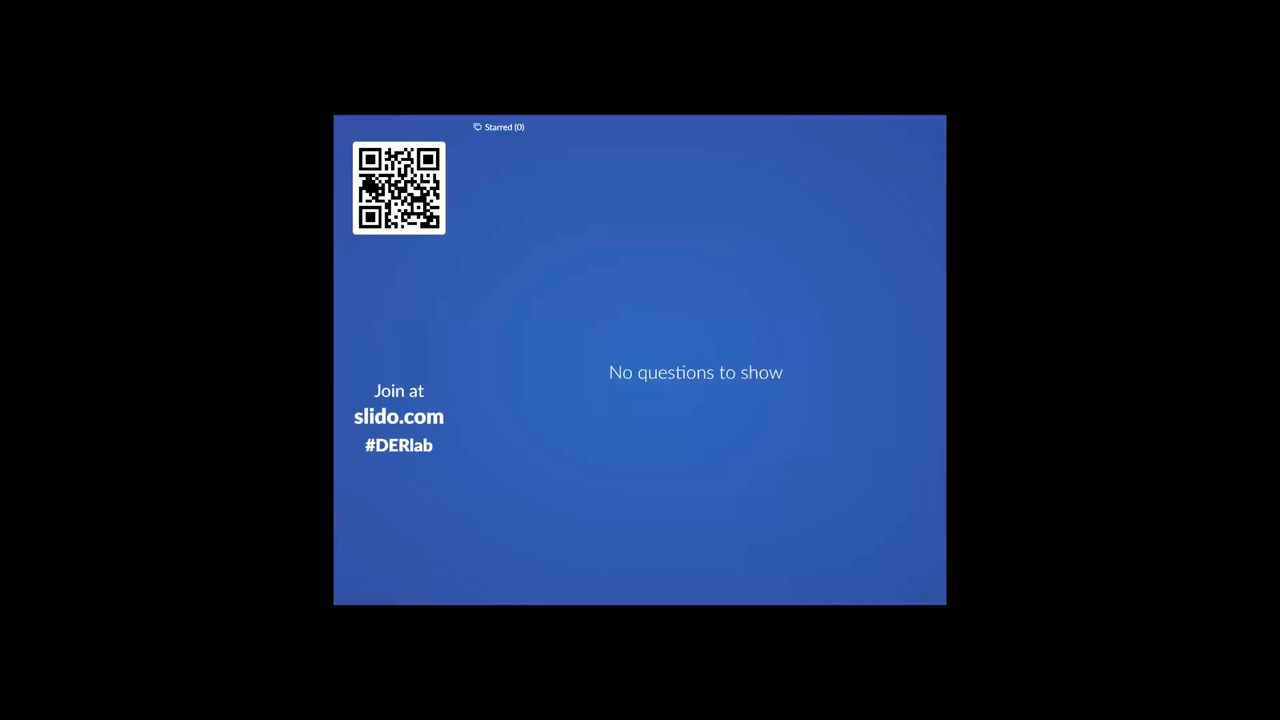 Starred (0)
Join at
slido.com
#DERlab
No questions to show